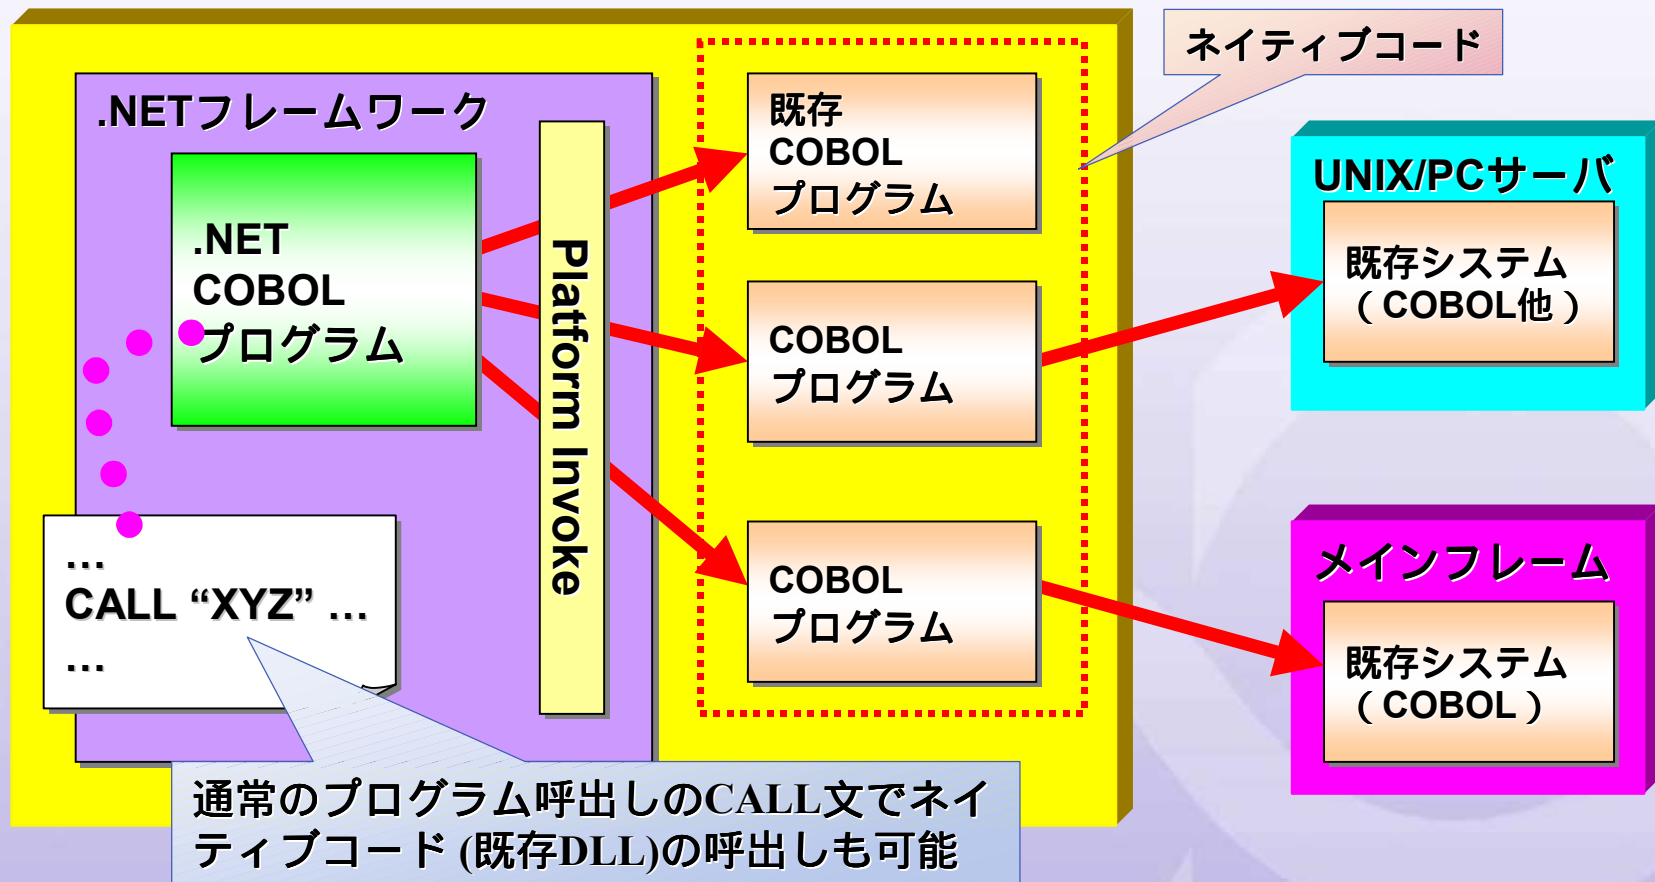 ネイティブコード
.NETフレームワーク
.NET
COBOL
プログラム
Platform Invoke
既存
COBOL
プログラム
COBOL
プログラム
COBOL
プログラム
UNIX/PCサーバ
既存システム
（COBOL他）
メインフレーム
既存システム
（COBOL）
…
CALL “XYZ” …
…
通常のプログラム呼出しのCALL文でネイ
ティブコード (既存DLL)の呼出しも可能